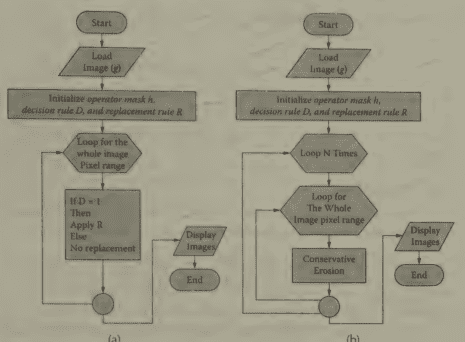 Start
Load
Image (g)
Initialize operator mask h,
decision rule D, and replacement rule R
Loop for the
whole image
Pixel range
If D = 1
Then
Apply R
Else
No replacement
Display
Images
End
(a)
Start
Load
Image (g)
Initialize operator mask h,
decision rule D, and replacement rule R
Loop N Times
Loop for
The Whole
Image pixel range
Conservative
Erosion
Display
Images
End
(b)